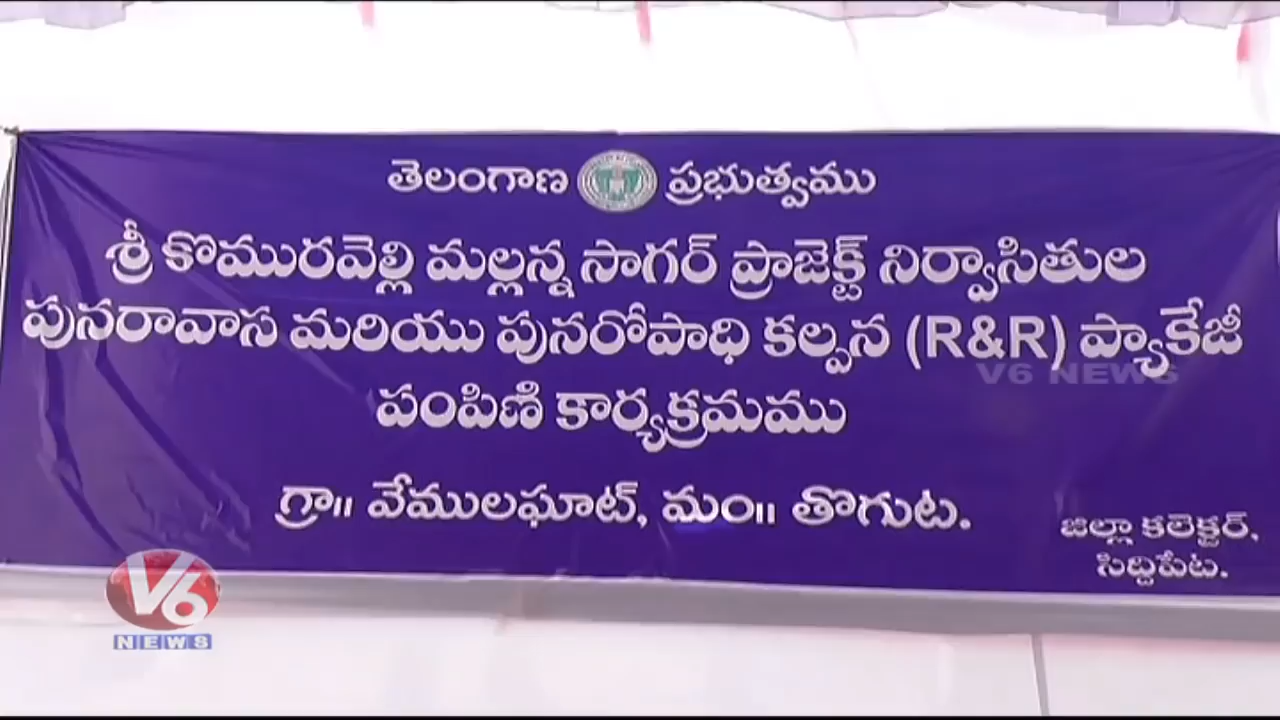 తెలంగాణ ప్రభుత్వము
శ్రీ కొమురవెల్లి మల్లన్న సాగర్ ప్రాజెక్ట్ నిర్వాసితుల
పునరావాస మరియు పునరోపాధి కల్పన (R&R) ప్యాకేజీ
V6 NEWS
పంపిణి కార్యక్రమము
గ్రా॥ వేములఘాట్, మం॥ తొగుట.
జిల్లా కలెక్టర్,
సిద్దిపేట.
V6
NEWS